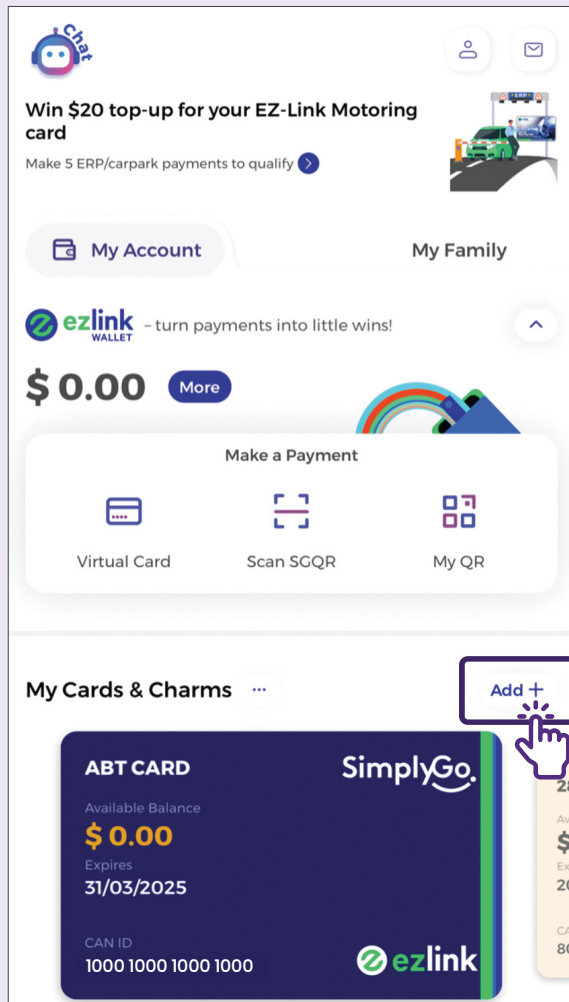 Chat
ERP
Win $20 top-up for your EZ-Link Motoring
card
Make 5 ERP/carpark payments to qualify
My Account
My Family
ezlink
WALLET
– turn payments into little wins!
$ 0.00
More
Make a Payment
Virtual Card
Scan SGQR
My QR
My Cards & Charms
...
Add +
ABT CARD
SimplyGo.
Available Balance
$ 0.00
Expires
31/03/2025
CAN ID
1000 1000 1000 1000
ezlink
$